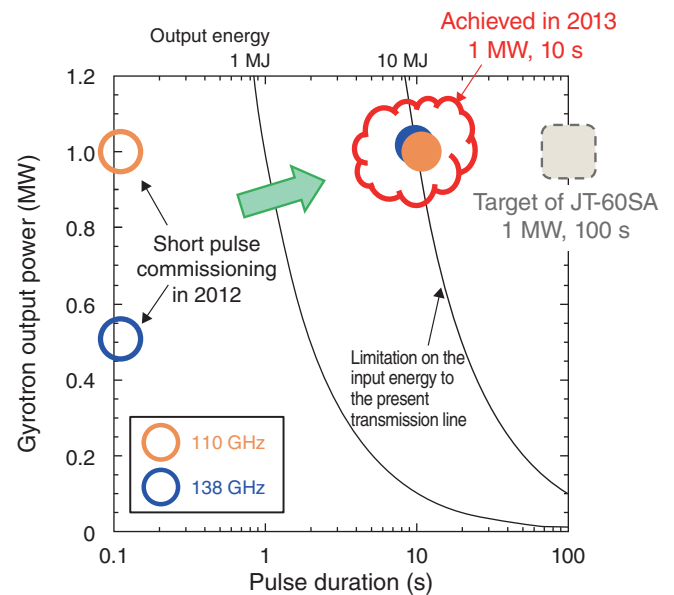 Output energy
1 MJ
10 MJ
Achieved in 2013
1 MW, 10 s
1.2
1.0
0.8
0.6
0.4
0.2
0
Gyrotron output power (MW)
Short pulse
commissioning
in 2012
Target of JT-60SA
1 MW, 100 s
Limitation on the
input energy to
the present
transmission line
110 GHz
138 GHz
0.1
1
10
100
Pulse duration (s)